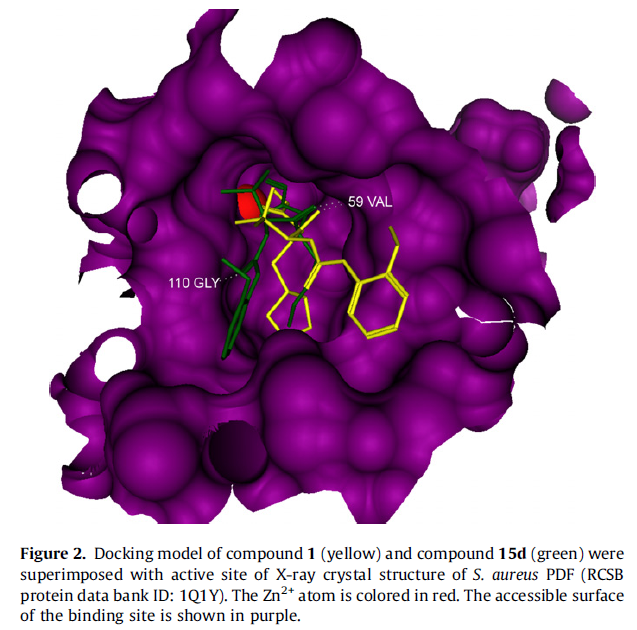 59 VAL
110 GLY
Figure 2. Docking model of compound 1 (yellow) and compound 15d (green) were
superimposed with active site of X-ray crystal structure of S. aureus PDF (RCSB
protein data bank ID: 1Q1Y). The Zn2+ atom is colored in red. The accessible surface
of the binding site is shown in purple.